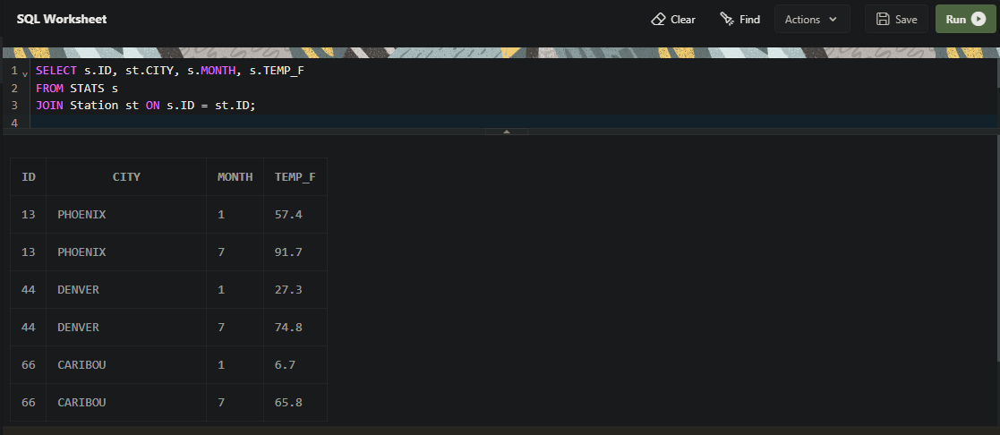 SQL Worksheet Clear Find Actions Save Run
1 SELECT s.ID, st.CITY, s.MONTH, s.TEMP_F
2 FROM STATS s
3 JOIN Station st ON s.ID = st.ID;
4
ID CITY MONTH TEMP_F
13 PHOENIX 1 57.4
13 PHOENIX 7 91.7
44 DENVER 1 27.3
44 DENVER 7 74.8
66 CARIBOU 1 6.7
66 CARIBOU 7 65.8